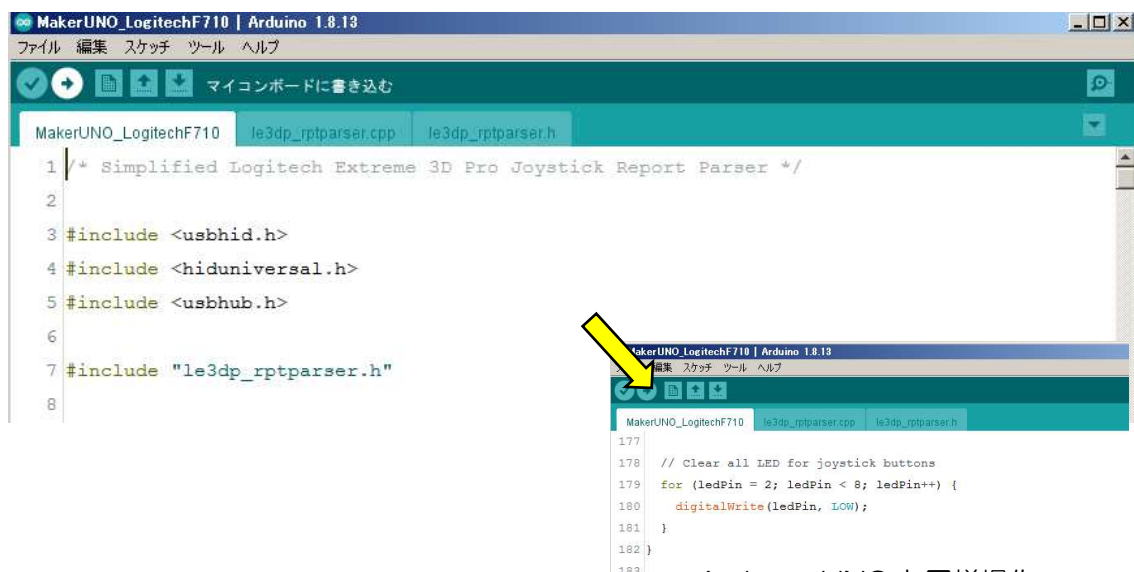 MakerUNO_LogitechF710 | Arduino 1.8.13
ファイル 編集 スケッチ ツール ヘルプ
マイコンボードに書き込む
MakerUNO_LogitechF710 le3dp_rptparser.cpp le3dp_rptparser.h
1 /* Simplified Logitech Extreme 3D Pro Joystick Report Parser */
2
3 #include <usbhid.h>
4 #include <hiduniversal.h>
5 #include <usbhub.h>
6
7 #include "le3dp_rptparser.h"
8
akerUNO_LogitechF710 | Arduino 1.8.13
編集 スケッチ ツール ヘルプ
MakerUNO_LogitechF710 le3dp_rptparser.cpp le3dp_rptparser.h
177
178 // Clear all LED for joystick buttons
179 for (ledPin = 2; ledPin < 8; ledPin++) {
180 digitalWrite(ledPin, LOW);
181 }
182 }
183